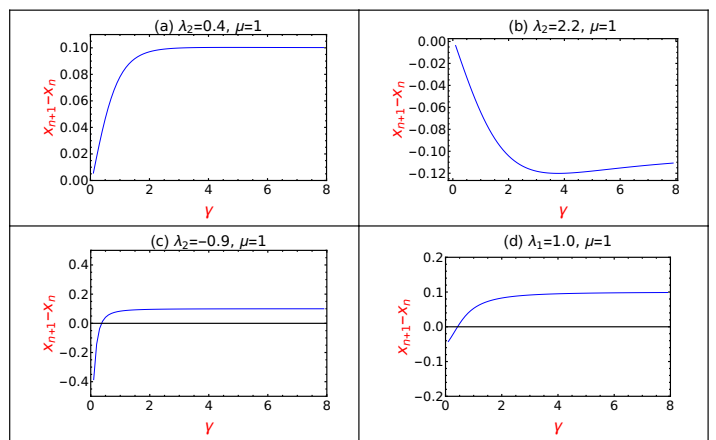 (a) λ₂=0.4, μ=1
xₙ₊₁−xₙ
0.10
0.08
0.06
0.04
0.02
0.00
0 2 4 6 8
γ
(b) λ₂=2.2, μ=1
xₙ₊₁−xₙ
0.00
−0.02
−0.04
−0.06
−0.08
−0.10
−0.12
0 2 4 6 8
γ
(c) λ₂=−0.9, μ=1
xₙ₊₁−xₙ
0.4
0.2
0.0
−0.2
−0.4
0 2 4 6 8
γ
(d) λ₁=1.0, μ=1
xₙ₊₁−xₙ
0.2
0.1
0.0
−0.1
−0.2
0 2 4 6 8
γ